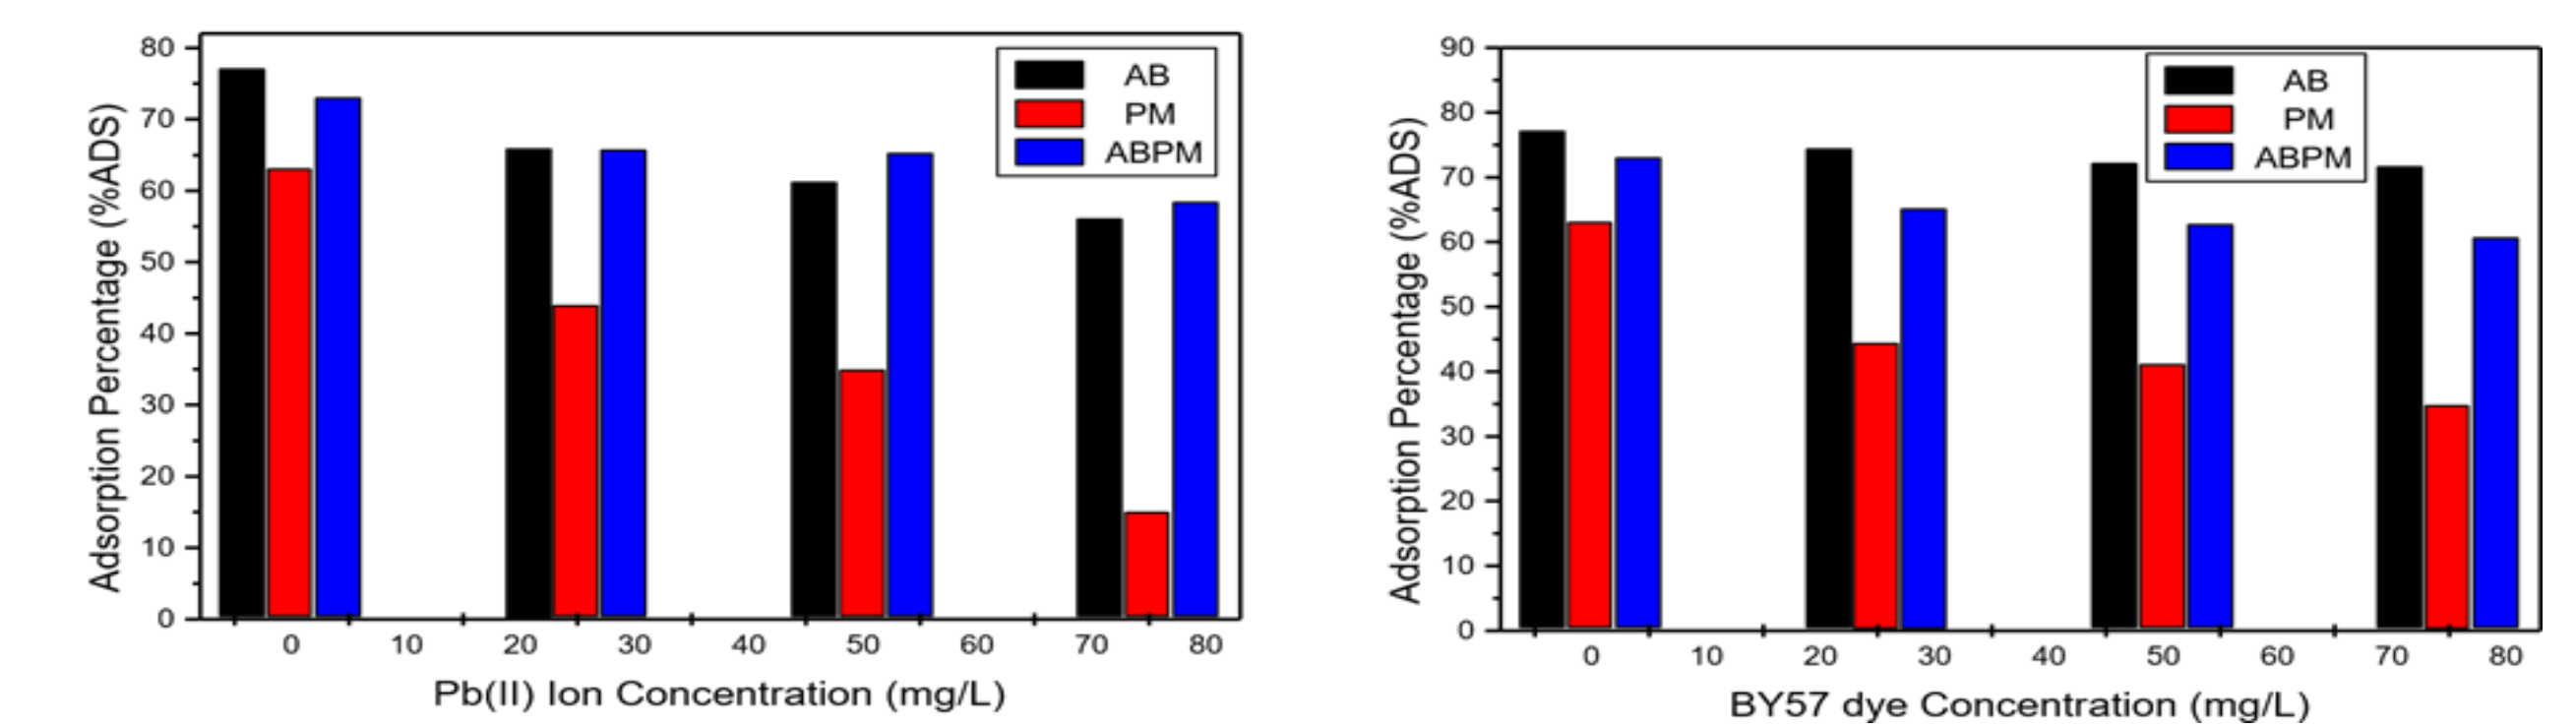 80
70
60
50
40
30
20
10
0
Adsorption Percentage (%ADS)
AB
PM
ABPM
0 10 20 30 40 50 60 70 80
Pb(II) Ion Concentration (mg/L)
90
80
70
60
50
40
30
20
10
0
Adsorption Percentage (%ADS)
AB
PM
ABPM
0 10 20 30 40 50 60 70 80
BY57 dye Concentration (mg/L)